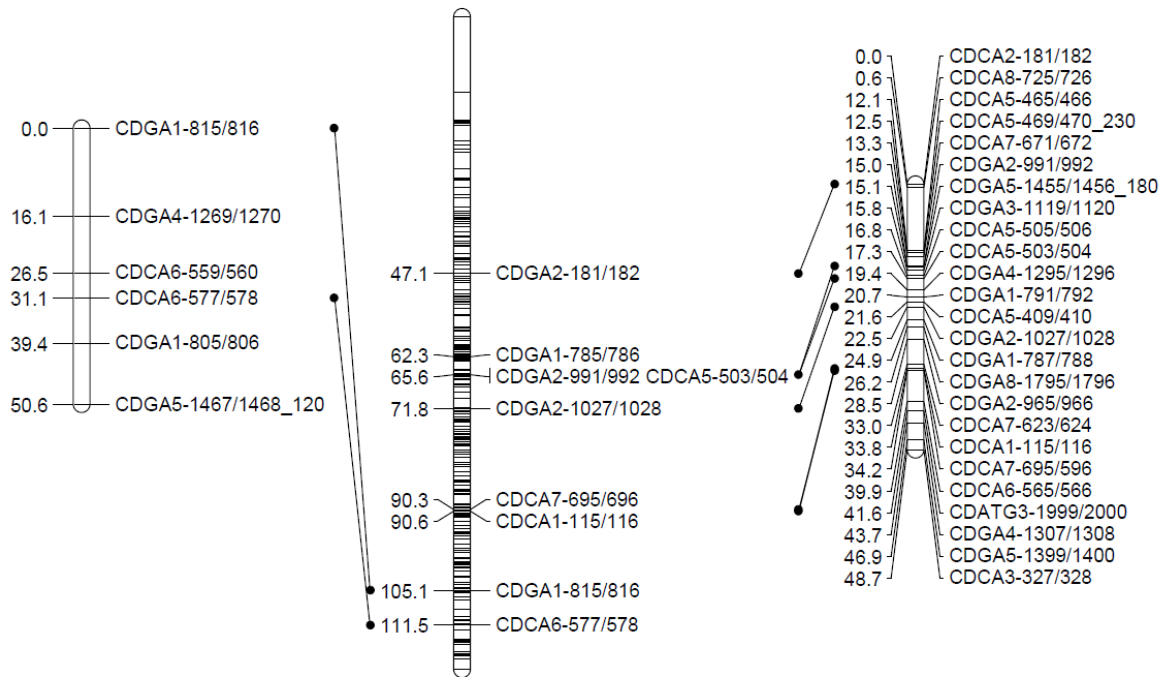 0.0 CDGA1-815/816
16.1 CDGA4-1269/1270
26.5 CDCA6-559/560
31.1 CDCA6-577/578
39.4 CDGA1-805/806
50.6 CDGA5-1467/1468_120
47.1 CDGA2-181/182
62.3 CDGA1-785/786
65.6 CDGA2-991/992 CDCA5-503/504
71.8 CDGA2-1027/1028
90.3 CDCA7-695/696
90.6 CDCA1-115/116
105.1 CDGA1-815/816
111.5 CDCA6-577/578
0.0 CDCA2-181/182
0.6 CDCA8-725/726
12.1 CDCA5-465/466
12.5 CDCA5-469/470_230
13.3 CDCA7-671/672
15.0 CDGA2-991/992
15.1 CDGA5-1455/1456_180
15.8 CDGA3-1119/1120
16.8 CDCA5-505/506
17.3 CDCA5-503/504
19.4 CDGA4-1295/1296
20.7 CDGA1-791/792
21.6 CDCA5-409/410
22.5 CDGA2-1027/1028
24.9 CDGA1-787/788
26.2 CDGA8-1795/1796
28.5 CDGA2-965/966
33.0 CDCA7-623/624
33.8 CDCA1-115/116
34.2 CDCA7-695/596
39.9 CDCA6-565/566
41.6 CDATG3-1999/2000
43.7 CDGA4-1307/1308
46.9 CDGA5-1399/1400
48.7 CDCA3-327/328